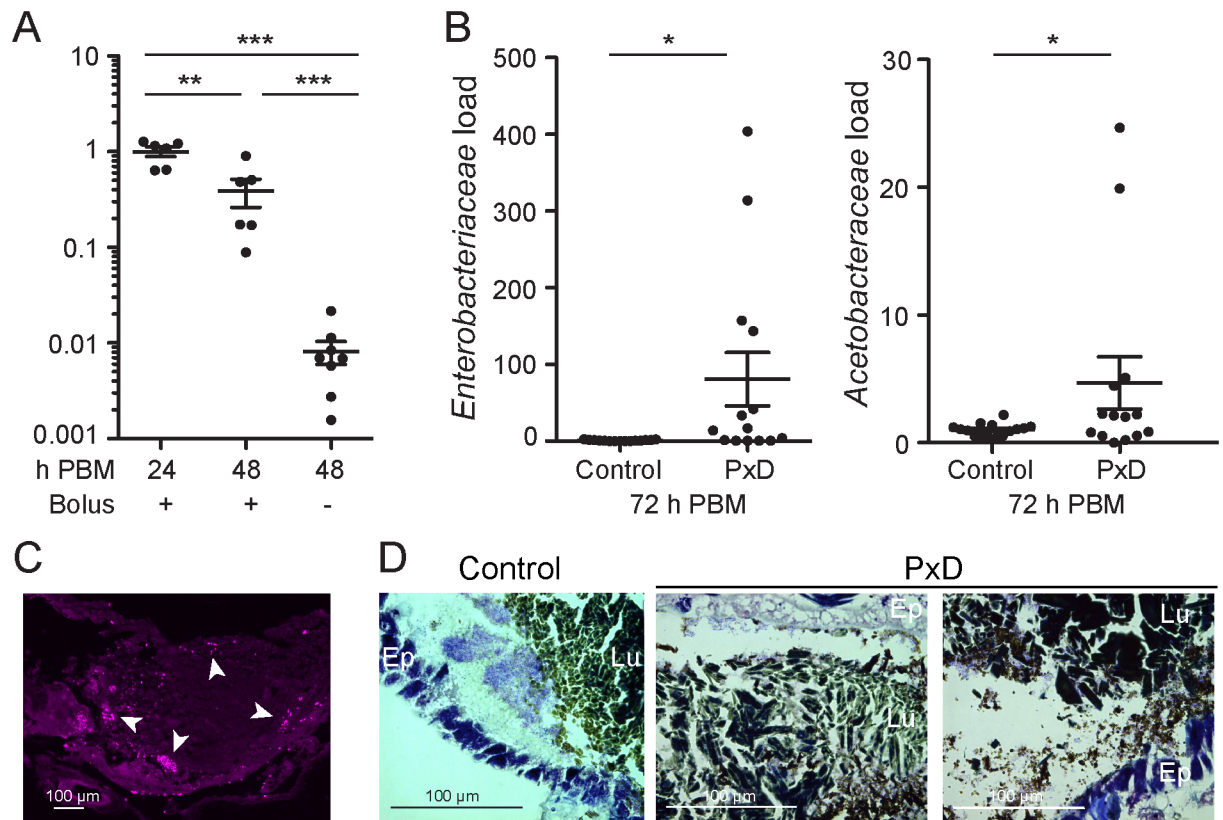 A
***
**
***
10
1
0.1
0.01
0.001
h PBM 24 48 48
Bolus + + -
B
*
500
400
300
200
100
0
Enterobacteriaceae load
Control PxD
72 h PBM
*
30
20
10
0
Acetobacteraceae load
Control PxD
72 h PBM
C
100 µm
D
Control
PxD
Ep
Lu
100 µm
Ep
Lu
100 µm
Lu
Ep
100 µm